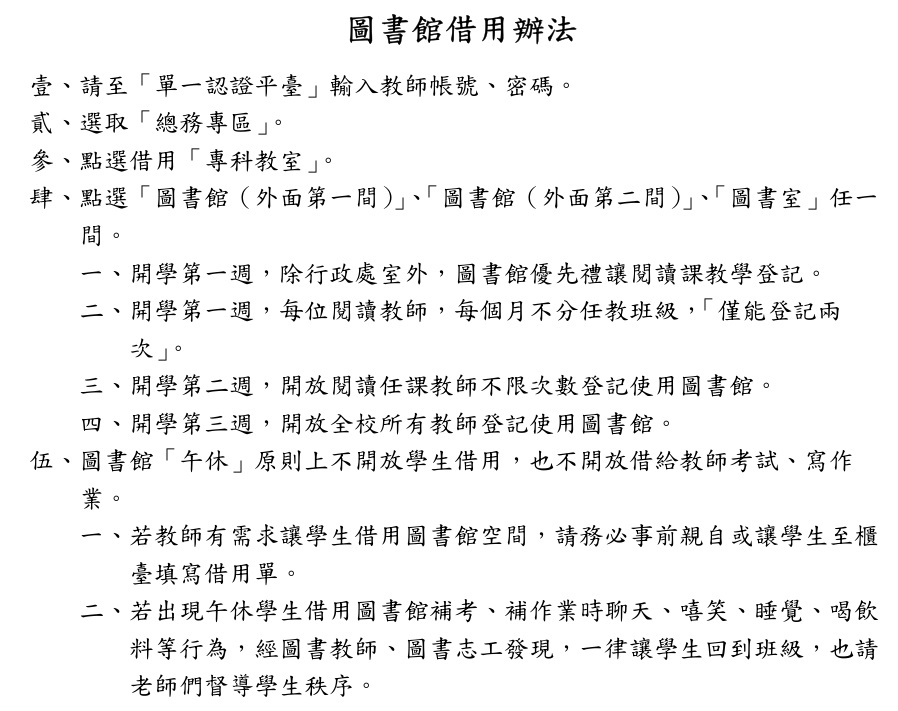 圖書館借用辦法
壹、請至「單一認證平臺」輸入教師帳號、密碼。
貳、選取「總務專區」。
參、點選借用「專科教室」。
肆、點選「圖書館（外面第一間）」、「圖書館（外面第二間）」、「圖書室」任一
間。
一、開學第一週，除行政處室外，圖書館優先禮讓閱讀課教學登記。
二、開學第一週，每位閱讀教師，每個月不分任教班級，「僅能登記兩
次」。
三、開學第二週，開放閱讀任課教師不限次數登記使用圖書館。
四、開學第三週，開放全校所有教師登記使用圖書館。
伍、圖書館「午休」原則上不開放學生借用，也不開放借給教師考試、寫作
業。
一、若教師有需求讓學生借用圖書館空間，請務必事前親自或讓學生至櫃
臺填寫借用單。
二、若出現午休學生借用圖書館補考、補作業時聊天、嘻笑、睡覺、喝飲
料等行為，經圖書教師、圖書志工發現，一律讓學生回到班級，也請
老師們督導學生秩序。